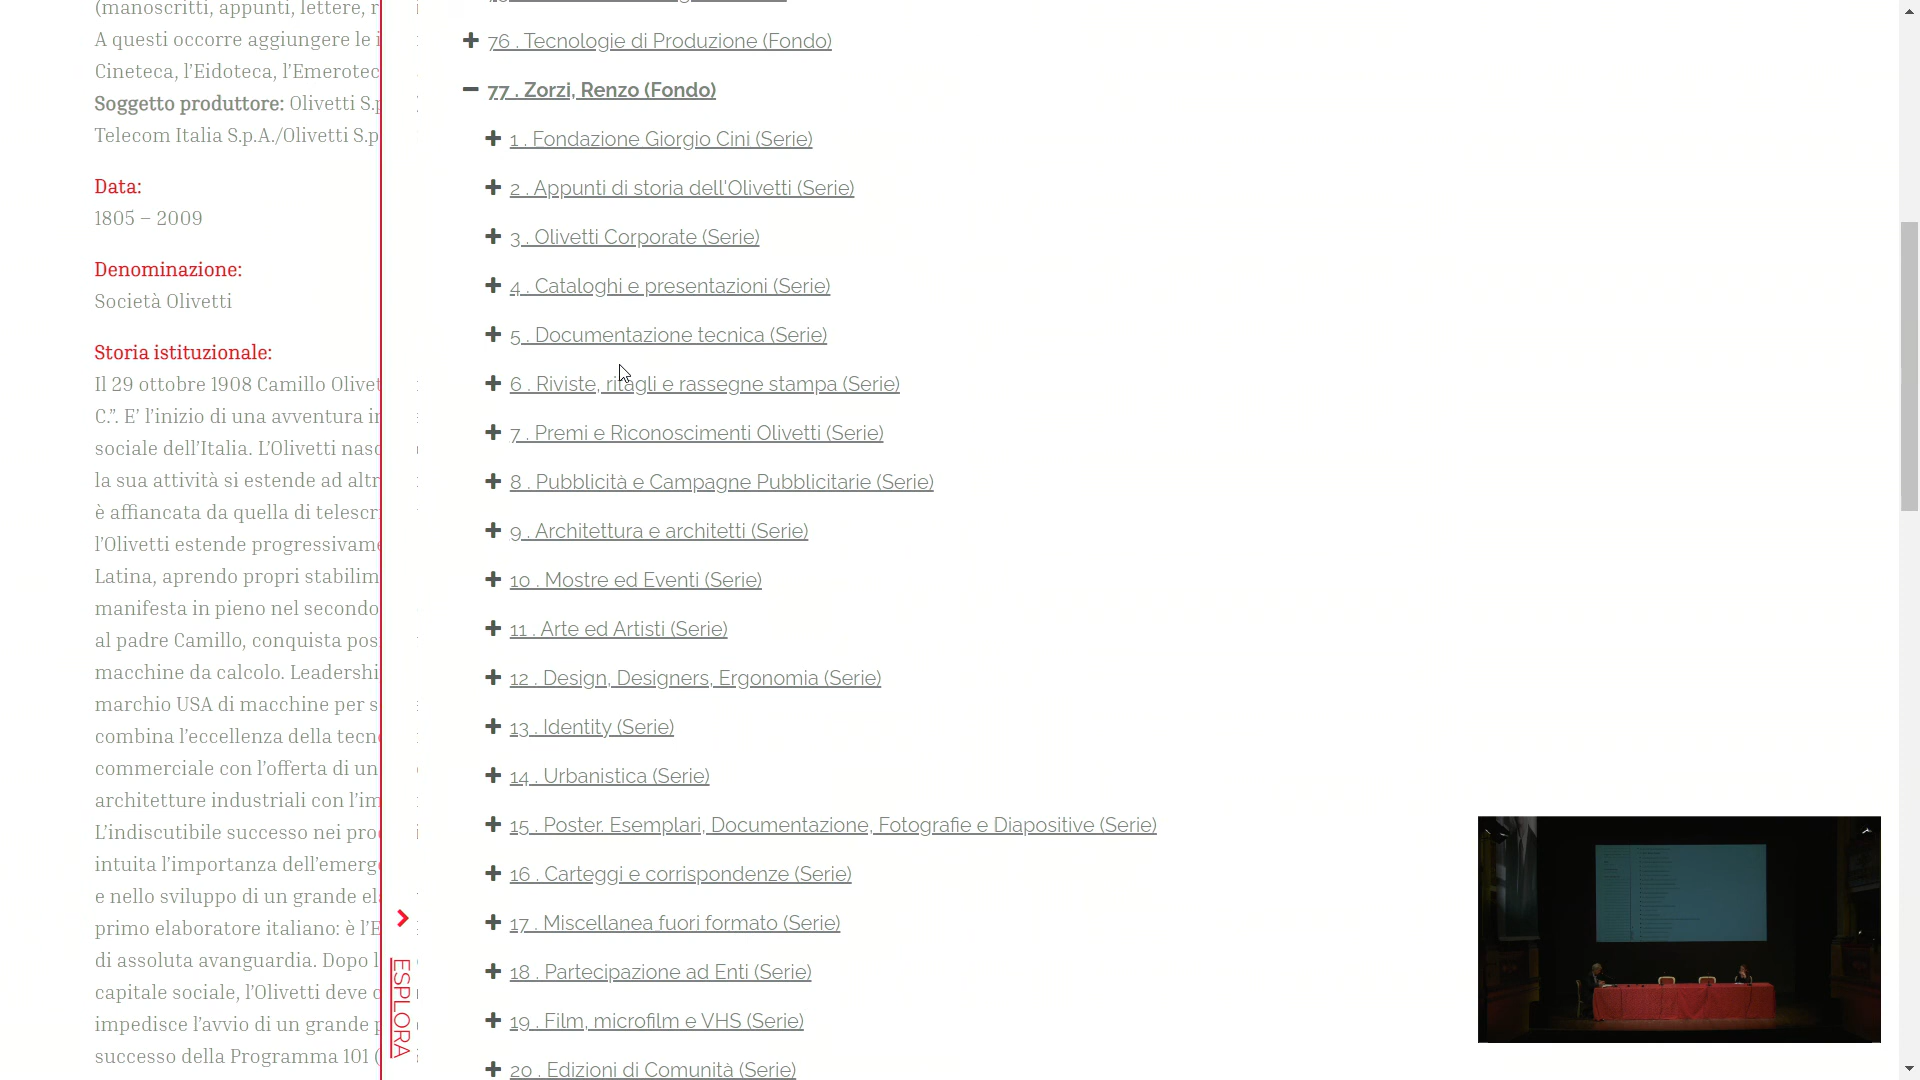 (manoscritti, appunti, lettere, r
A questi occorre aggiungere le i
Cineteca, l'Eidoteca, l'Emerotec
Soggetto produttore: Olivetti S.p
Telecom Italia S.p.A./Olivetti S.p
Data:
1805 – 2009
Denominazione:
Società Olivetti
Storia istituzionale:
Il 29 ottobre 1908 Camillo Olivet
C.”. E’ l’inizio di una avventura in
sociale dell’Italia. L’Olivetti nasc
la sua attività si estende ad altr
è affiancata da quella di telescr
l’Olivetti estende progressivame
Latina, aprendo propri stabilim
manifesta in pieno nel secondo
al padre Camillo, conquista pos
macchine da calcolo. Leadershi
marchio USA di macchine per s
combina l’eccellenza della tecno
commerciale con l’offerta di un
architetture industriali con l’im
L’indiscutibile successo nei pro
intuita l’importanza dell’emerge
e nello sviluppo di un grande ela
primo elaboratore italiano: è l’E
di assoluta avanguardia. Dopo l
capitale sociale, l’Olivetti deve c
impedisce l’avvio di un grande p
successo della Programma 101 (
ESPLORA
76 . Tecnologie di Produzione (Fondo)
77 . Zorzi, Renzo (Fondo)
1 . Fondazione Giorgio Cini (Serie)
2 . Appunti di storia dell'Olivetti (Serie)
3 . Olivetti Corporate (Serie)
4 . Cataloghi e presentazioni (Serie)
5 . Documentazione tecnica (Serie)
6 . Riviste, ritagli e rassegne stampa (Serie)
7 . Premi e Riconoscimenti Olivetti (Serie)
8 . Pubblicità e Campagne Pubblicitarie (Serie)
9 . Architettura e architetti (Serie)
10 . Mostre ed Eventi (Serie)
11 . Arte ed Artisti (Serie)
12 . Design, Designers, Ergonomia (Serie)
13 . Identity (Serie)
14 . Urbanistica (Serie)
15 . Poster. Esemplari, Documentazione, Fotografie e Diapositive (Serie)
16 . Carteggi e corrispondenze (Serie)
17 . Miscellanea fuori formato (Serie)
18 . Partecipazione ad Enti (Serie)
19 . Film, microfilm e VHS (Serie)
20 . Edizioni di Comunità (Serie)